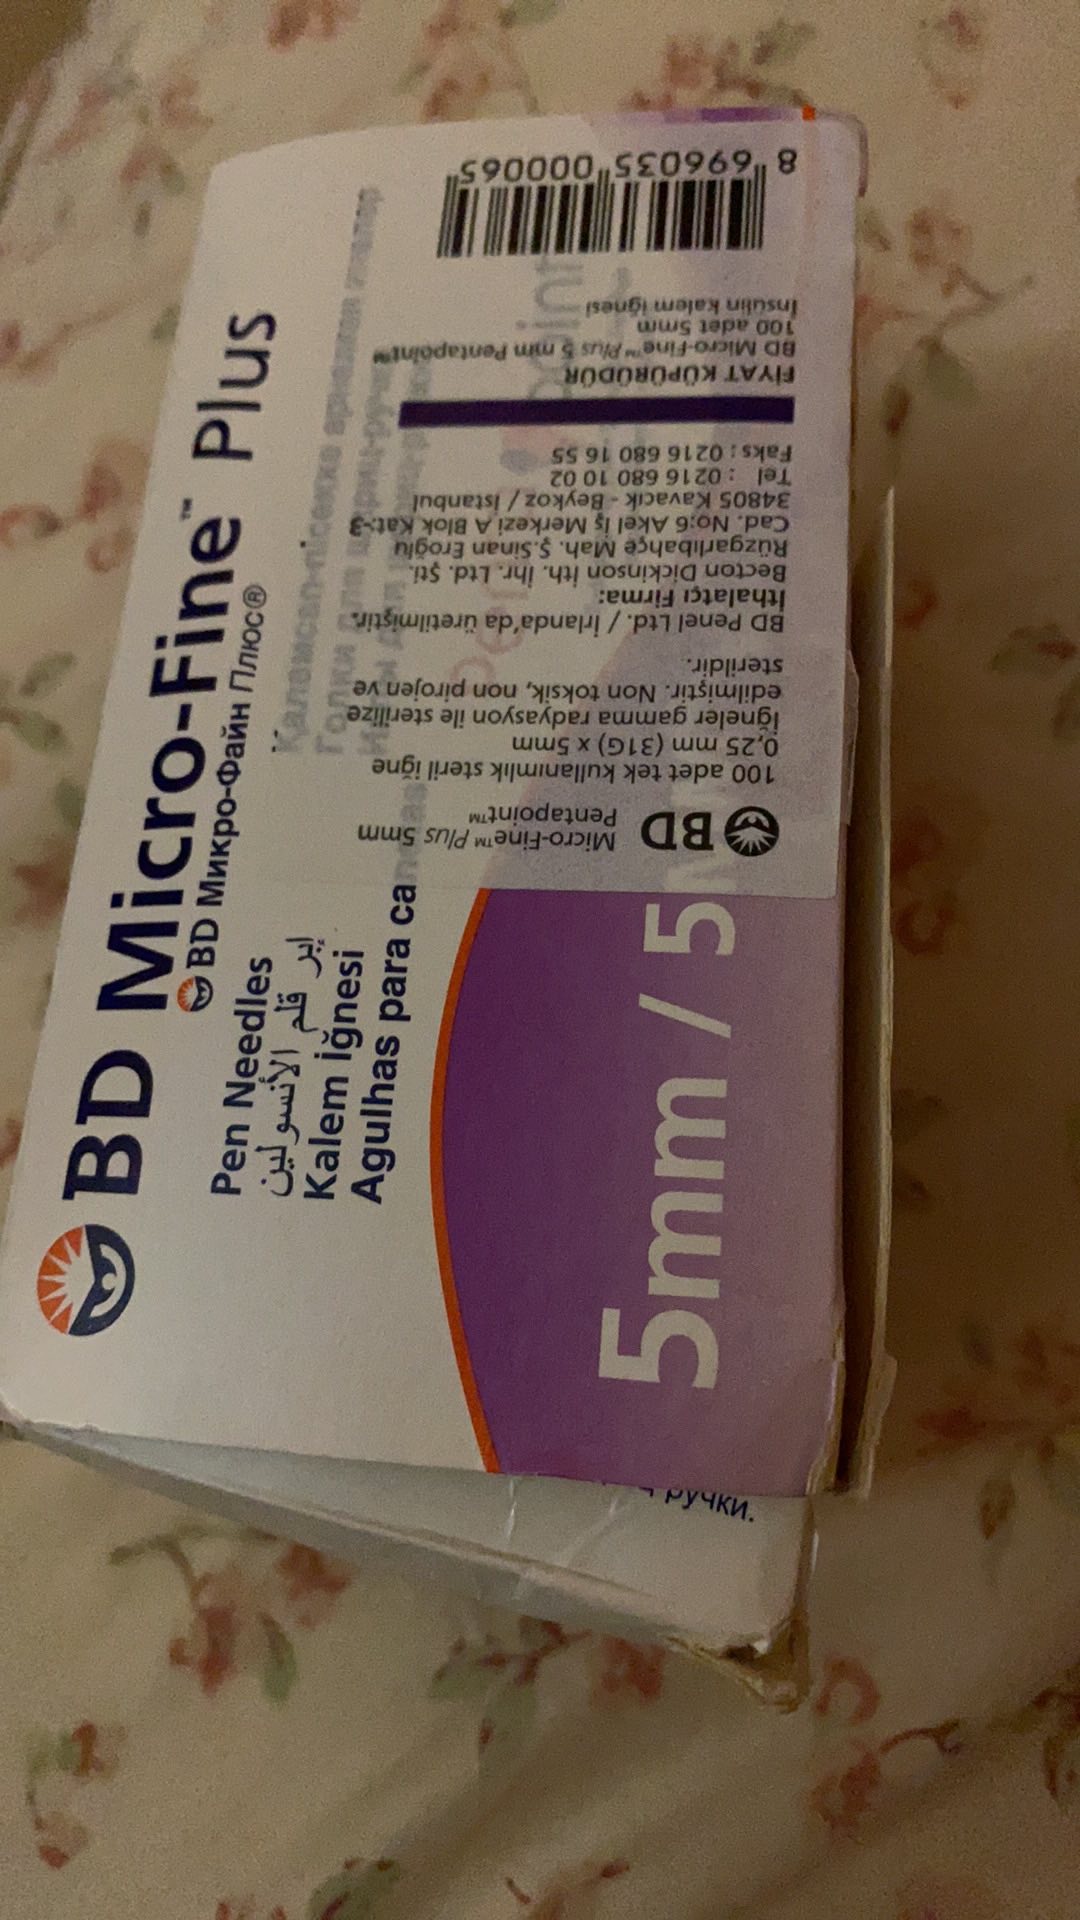 BD Micro-Fine™ Plus
BD Микро-Файн Плюс®
Pen Needles
إبر قلم الأنسولين
Kalem iğnesi
Agulhas para ca
5mm / 5
BD
Micro-Fine™ Plus 5mm
Pentapoint™
100 adet tek kullanımlık steril iğne
0,25 mm (31G) x 5mm
İğneler gamma radyasyon ile sterilize
edilmiştir. Non toksik, non pirojen ve
sterildir.
BD Penel Ltd. / İrlanda'da üretilmiştir.
İthalatçı Firma:
Becton Dickinson İth. İhr. Ltd. Şti.
Rüzgarlıbahçe Mah. Ş.Sinan Eroğlu
Cad. No:6 Akel İş Merkezi A Blok Kat:3
34805 Kavacık - Beykoz / İstanbul
Tel : 0216 680 10 02
Faks : 0216 680 16 55
FİYAT KÜPÜRÜDÜR
BD Micro-Fine™ Plus 5 mm Pentapoint™
100 adet 5mm
İnsulin kalem iğnesi
8 696035 000065
ручки.